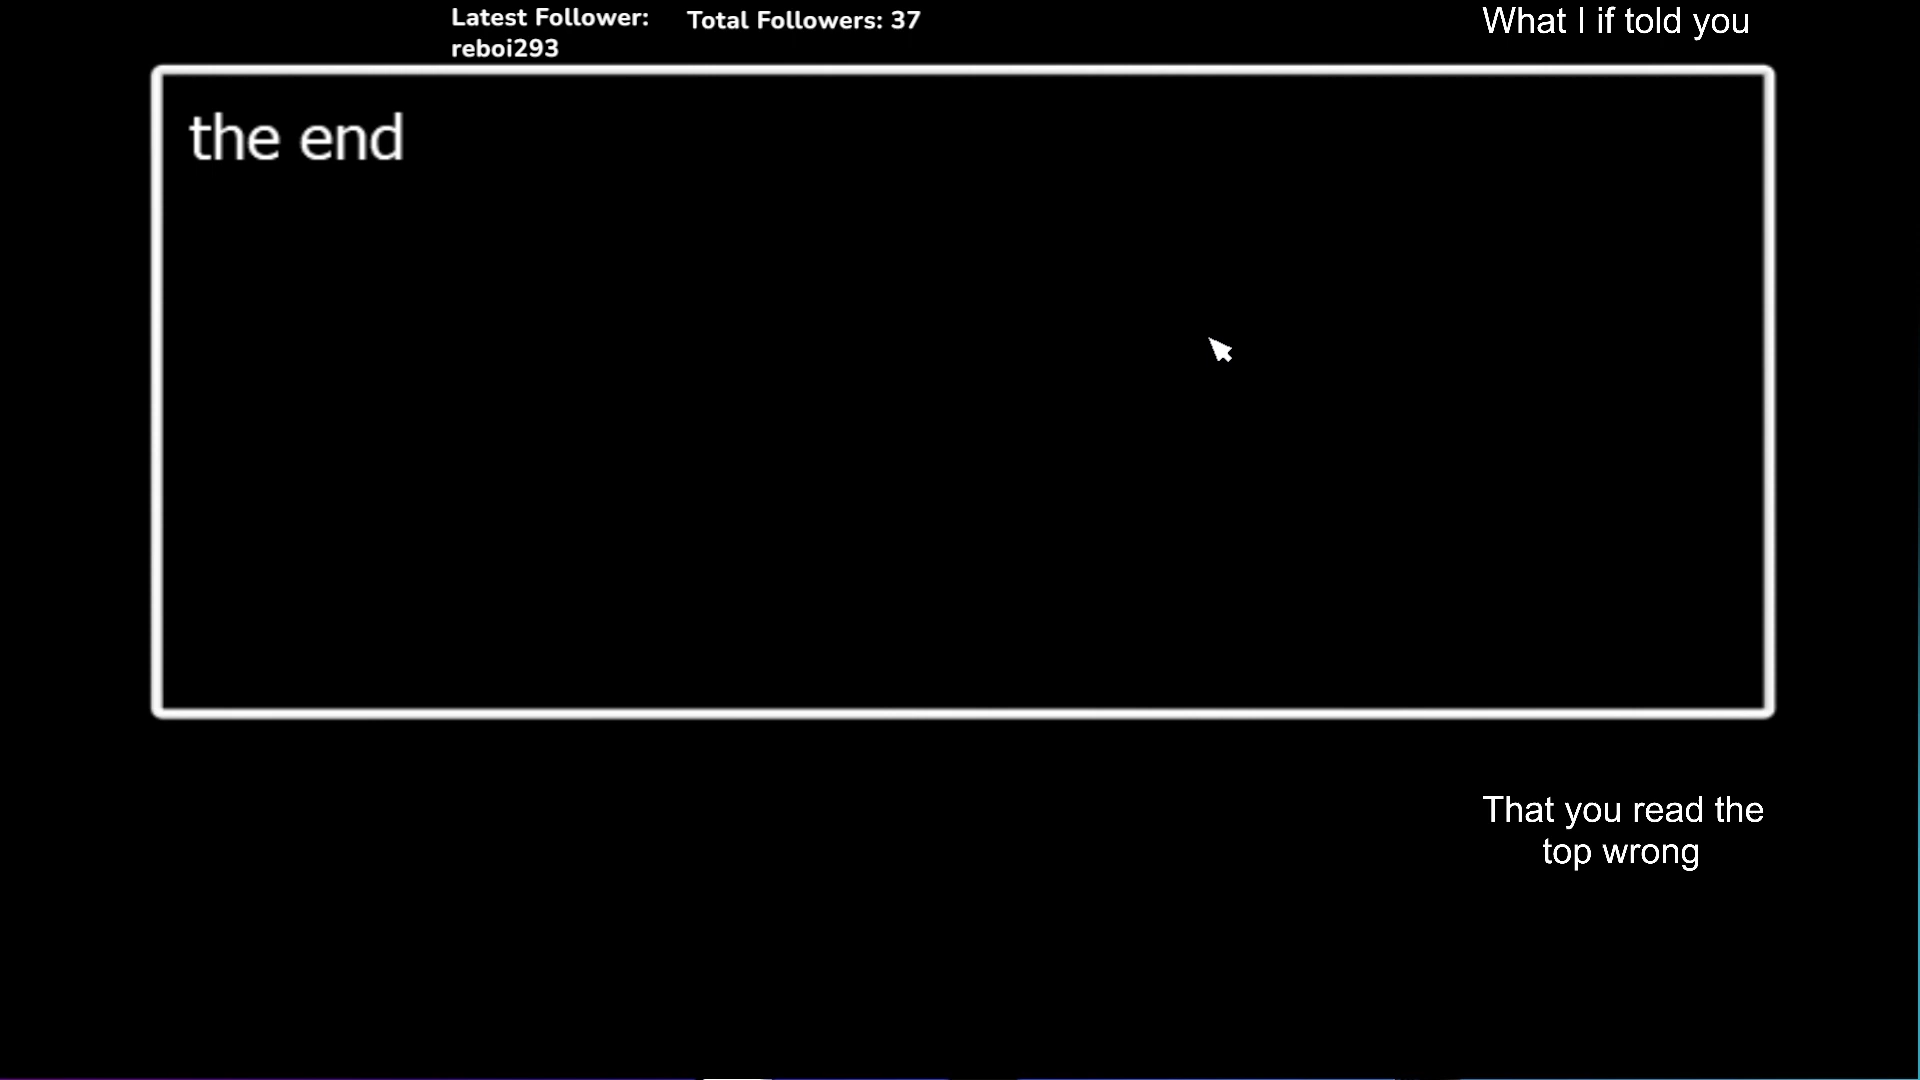 Latest Follower:
reboi293
Total Followers: 37
What I if told you
the end
That you read the
top wrong